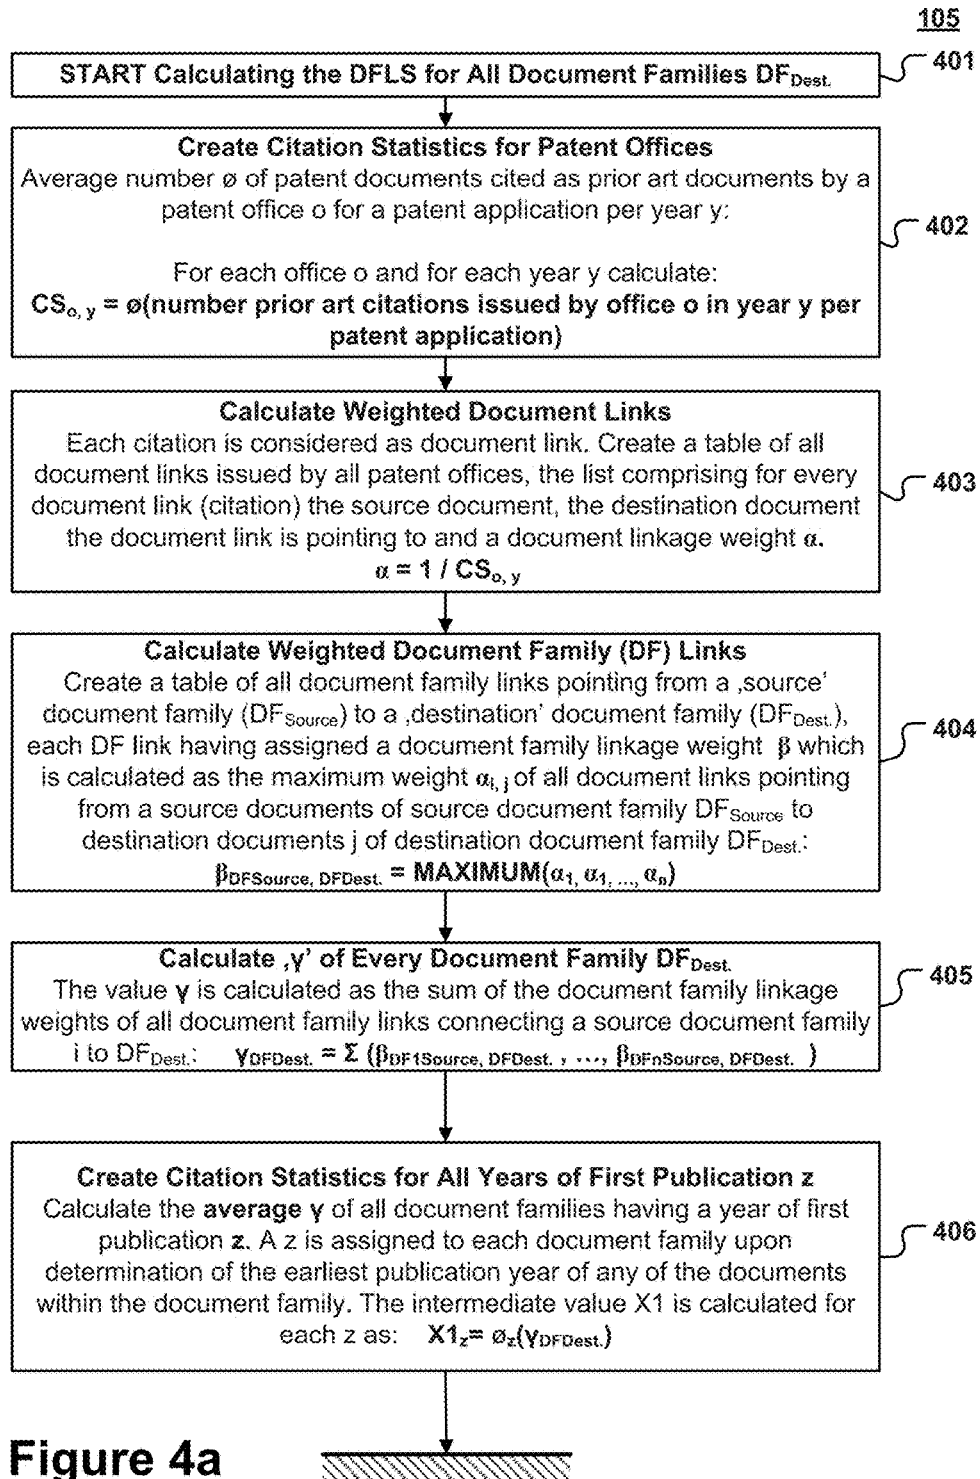 105
START Calculating the DFLS for All Document Families DF_Dest.
401
Create Citation Statistics for Patent Offices
Average number ø of patent documents cited as prior art documents by a
patent office o for a patent application per year y:
For each office o and for each year y calculate:
CS_o, y = ø(number prior art citations issued by office o in year y per
patent application)
402
Calculate Weighted Document Links
Each citation is considered as document link. Create a table of all
document links issued by all patent offices, the list comprising for every
document link (citation) the source document, the destination document
the document link is pointing to and a document linkage weight α.
α = 1 / CS_o, y
403
Calculate Weighted Document Family (DF) Links
Create a table of all document family links pointing from a ‚source'
document family (DF_Source) to a ‚destination' document family (DF_Dest.),
each DF link having assigned a document family linkage weight β which
is calculated as the maximum weight α_i, j of all document links pointing
from a source documents of source document family DF_Source to
destination documents j of destination document family DF_Dest.:
β_DFSource, DFDest. = MAXIMUM(α_1, α_1, ..., α_n)
404
Calculate ‚γ' of Every Document Family DF_Dest.
The value γ is calculated as the sum of the document family linkage
weights of all document family links connecting a source document family
i to DF_Dest.: γ_DFDest. = Σ (β_DF1Source, DFDest. , ..., β_DFnSource, DFDest. )
405
Create Citation Statistics for All Years of First Publication z
Calculate the average γ of all document families having a year of first
publication z. A z is assigned to each document family upon
determination of the earliest publication year of any of the documents
within the document family. The intermediate value X1 is calculated for
each z as: X1_z= ø_z(γ_DFDest.)
406
Figure 4a